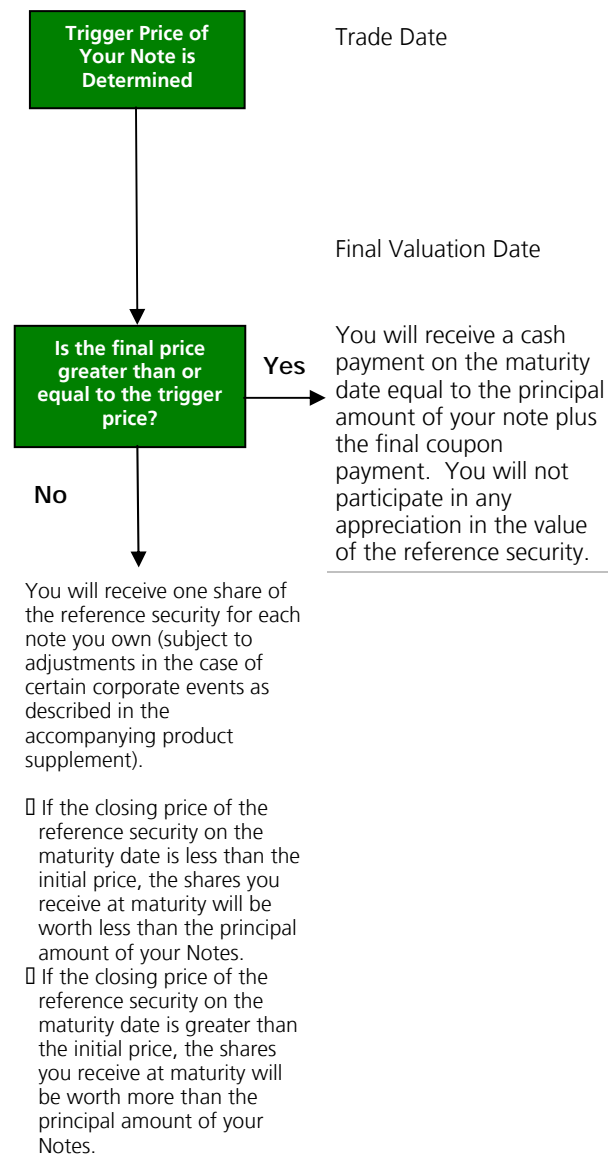 Trigger Price of
Your Note is
Determined
Trade Date
Final Valuation Date
Is the final price
greater than or
equal to the trigger
price?
Yes
You will receive a cash
payment on the maturity
date equal to the principal
amount of your note plus
the final coupon
payment.  You will not
participate in any
appreciation in the value
of the reference security.
No
You will receive one share of
the reference security for each
note you own (subject to
adjustments in the case of
certain corporate events as
described in the
accompanying product
supplement).
▯ If the closing price of the
reference security on the
maturity date is less than the
initial price, the shares you
receive at maturity will be
worth less than the principal
amount of your Notes.
▯ If the closing price of the
reference security on the
maturity date is greater than
the initial price, the shares
you receive at maturity will
be worth more than the
principal amount of your
Notes.